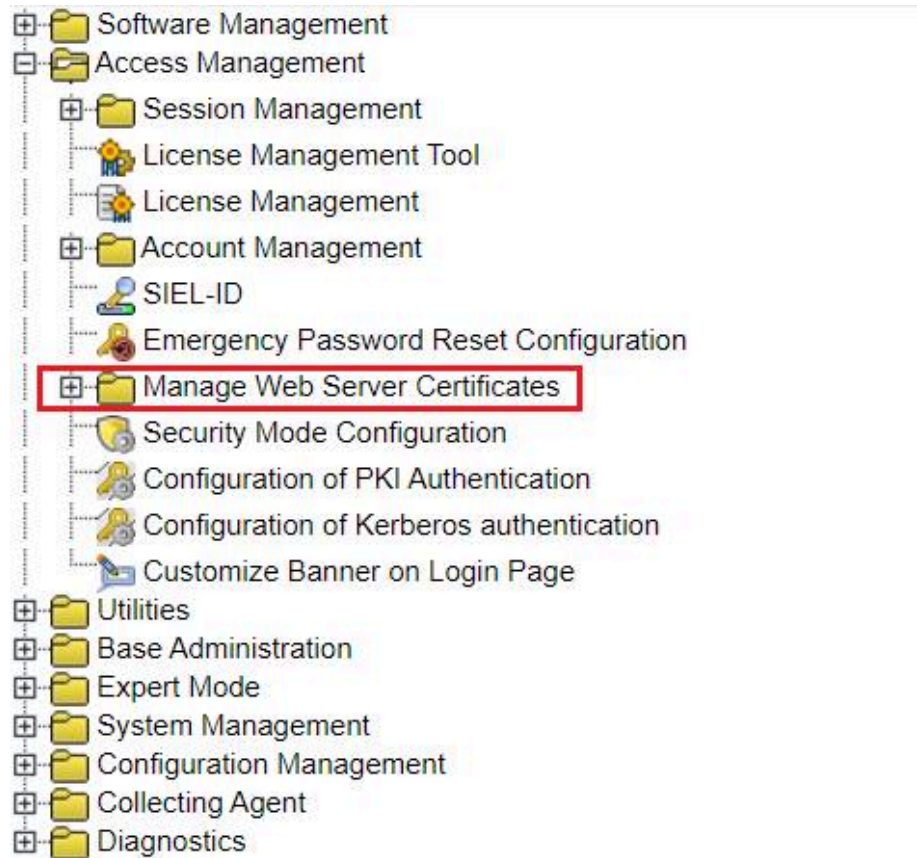 Software Management
Access Management
Session Management
License Management Tool
License Management
Account Management
SIEL-ID
Emergency Password Reset Configuration
Manage Web Server Certificates
Security Mode Configuration
Configuration of PKI Authentication
Configuration of Kerberos authentication
Customize Banner on Login Page
Utilities
Base Administration
Expert Mode
System Management
Configuration Management
Collecting Agent
Diagnostics